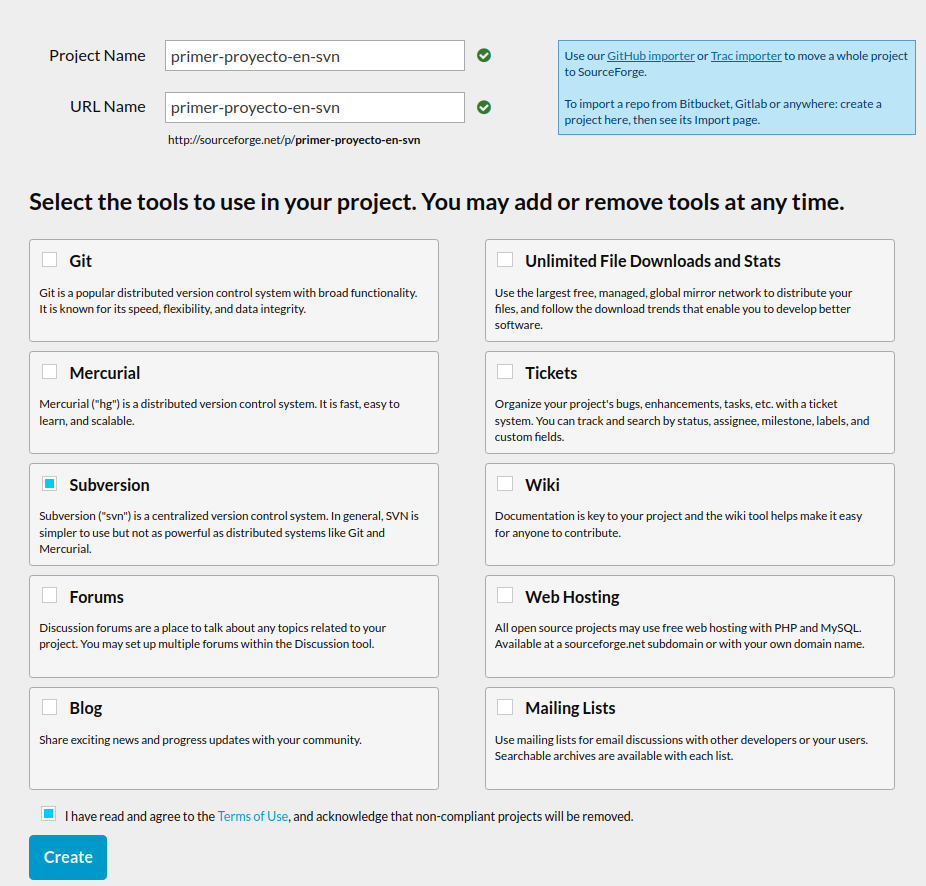 Project Name
primer-proyecto-en-svn
Use our GitHub importer or Trac importer to move a whole project
to SourceForge.
To import a repo from Bitbucket, Gitlab or anywhere: create a
project here, then see its Import page.
URL Name
primer-proyecto-en-svn
http://sourceforge.net/p/primer-proyecto-en-svn
Select the tools to use in your project. You may add or remove tools at any time.
Git
Git is a popular distributed version control system with broad functionality.
It is known for its speed, flexibility, and data integrity.
Unlimited File Downloads and Stats
Use the largest free, managed, global mirror network to distribute your
files, and follow the download trends that enable you to develop better
software.
Mercurial
Mercurial ("hg") is a distributed version control system. It is fast, easy to
learn, and scalable.
Tickets
Organize your project's bugs, enhancements, tasks, etc. with a ticket
system. You can track and search by status, assignee, milestone, labels, and
custom fields.
Subversion
Subversion ("svn") is a centralized version control system. In general, SVN is
simpler to use but not as powerful as distributed systems like Git and
Mercurial.
Wiki
Documentation is key to your project and the wiki tool helps make it easy
for anyone to contribute.
Forums
Discussion forums are a place to talk about any topics related to your
project. You may set up multiple forums within the Discussion tool.
Web Hosting
All open source projects may use free web hosting with PHP and MySQL.
Available at a sourceforge.net subdomain or with your own domain name.
Blog
Share exciting news and progress updates with your community.
Mailing Lists
Use mailing lists for email discussions with other developers or your users.
Searchable archives are available with each list.
I have read and agree to the Terms of Use, and acknowledge that non-compliant projects will be removed.
Create